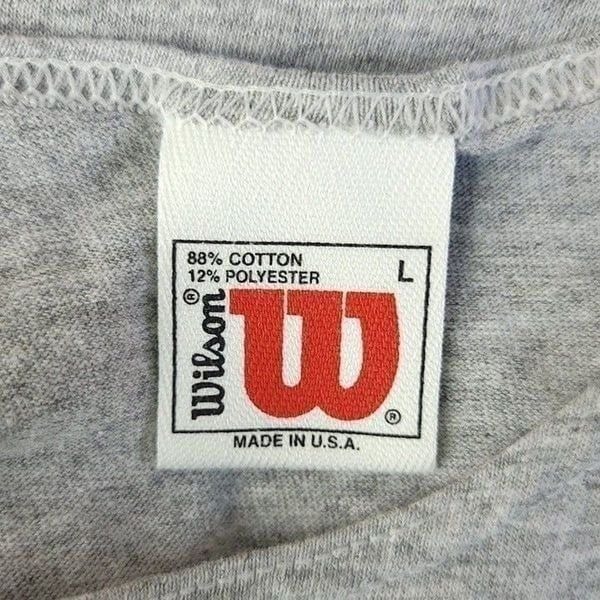 88% COTTON
12% POLYESTER
L
Wilson®
W®
MADE IN U.S.A.